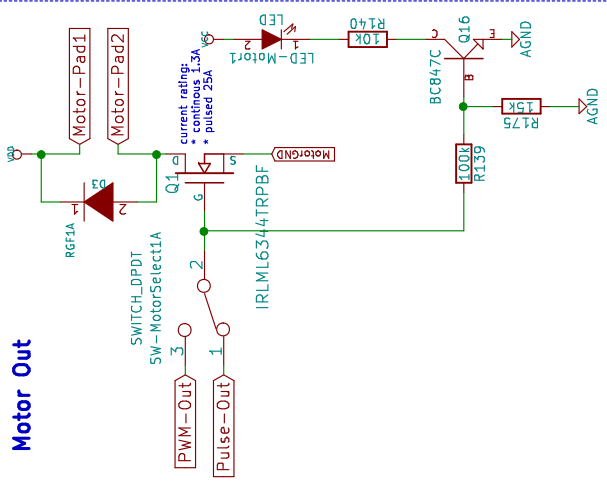 Motor Out
Motor-Pad1
Motor-Pad2
VDD
D3
1
2
RGF1A
D
S
G
Q1
IRLML6344TRPBF
current rating:
* continous 1.3A
* pulsed 25A
MotorGND
VCC
LED
2
1
LED-Motor1
R140
10k
C
Q16
E
B
BC847C
AGND
15k
R175
AGND
100k
R139
SWITCH_DPDT
SW-MotorSelect1A
2
3
1
PWM-Out
Pulse-Out